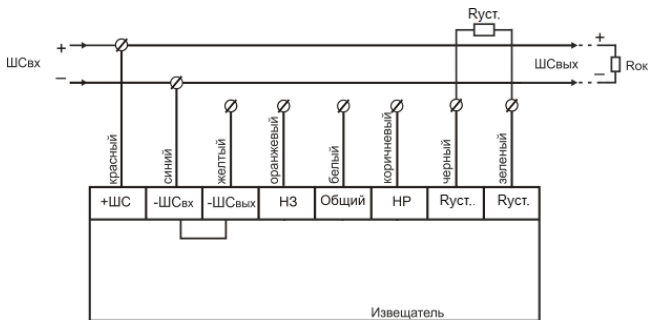 Rуст.
+ +
ШСвх ШСвых Rок
− −
красный синий желтый оранжевый белый коричневый черный зеленый
+ШС -ШСвх -ШСвых НЗ Общий НР Rуст.. Rуст.
Извещатель